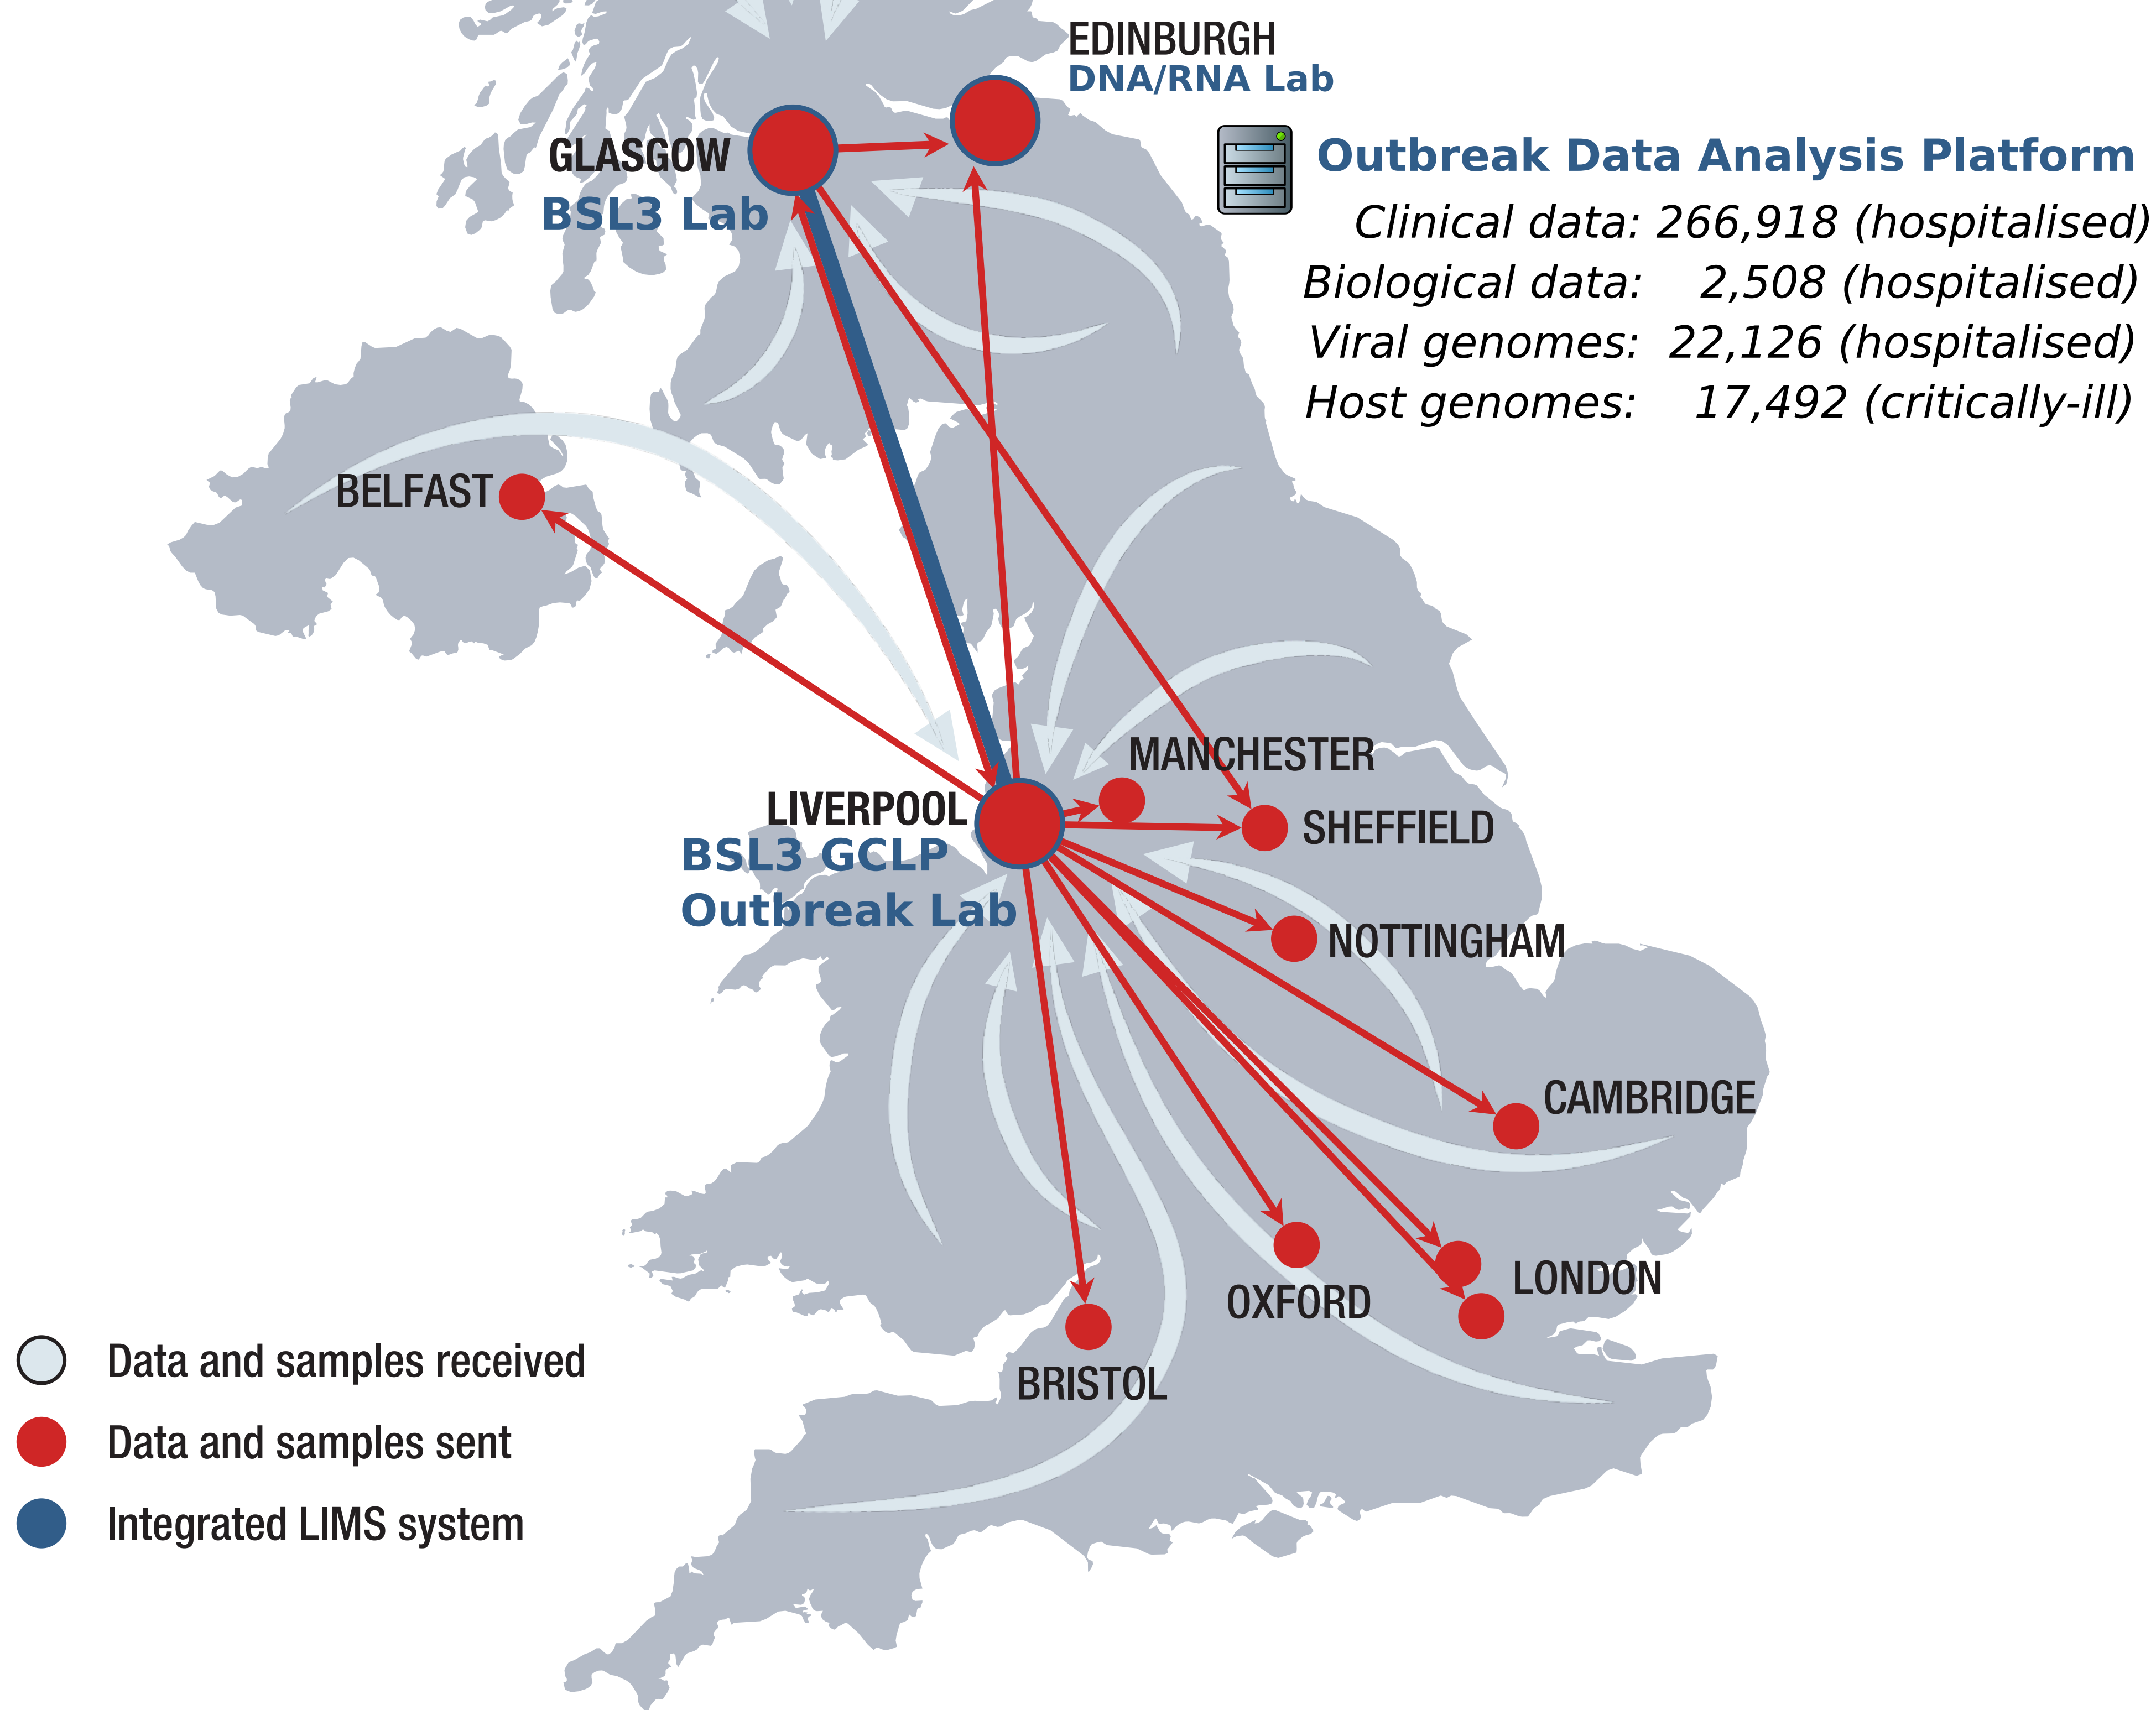 EDINBURGH
DNA/RNA Lab
GLASGOW
BSL3 Lab
Outbreak Data Analysis Platform
Clinical data: 266,918 (hospitalised)
Biological data: 2,508 (hospitalised)
Viral genomes: 22,126 (hospitalised)
Host genomes: 17,492 (critically-ill)
BELFAST
MANCHESTER
LIVERPOOL
BSL3 GCLP
Outbreak Lab
SHEFFIELD
NOTTINGHAM
CAMBRIDGE
LONDON
OXFORD
BRISTOL
Data and samples received
Data and samples sent
Integrated LIMS system